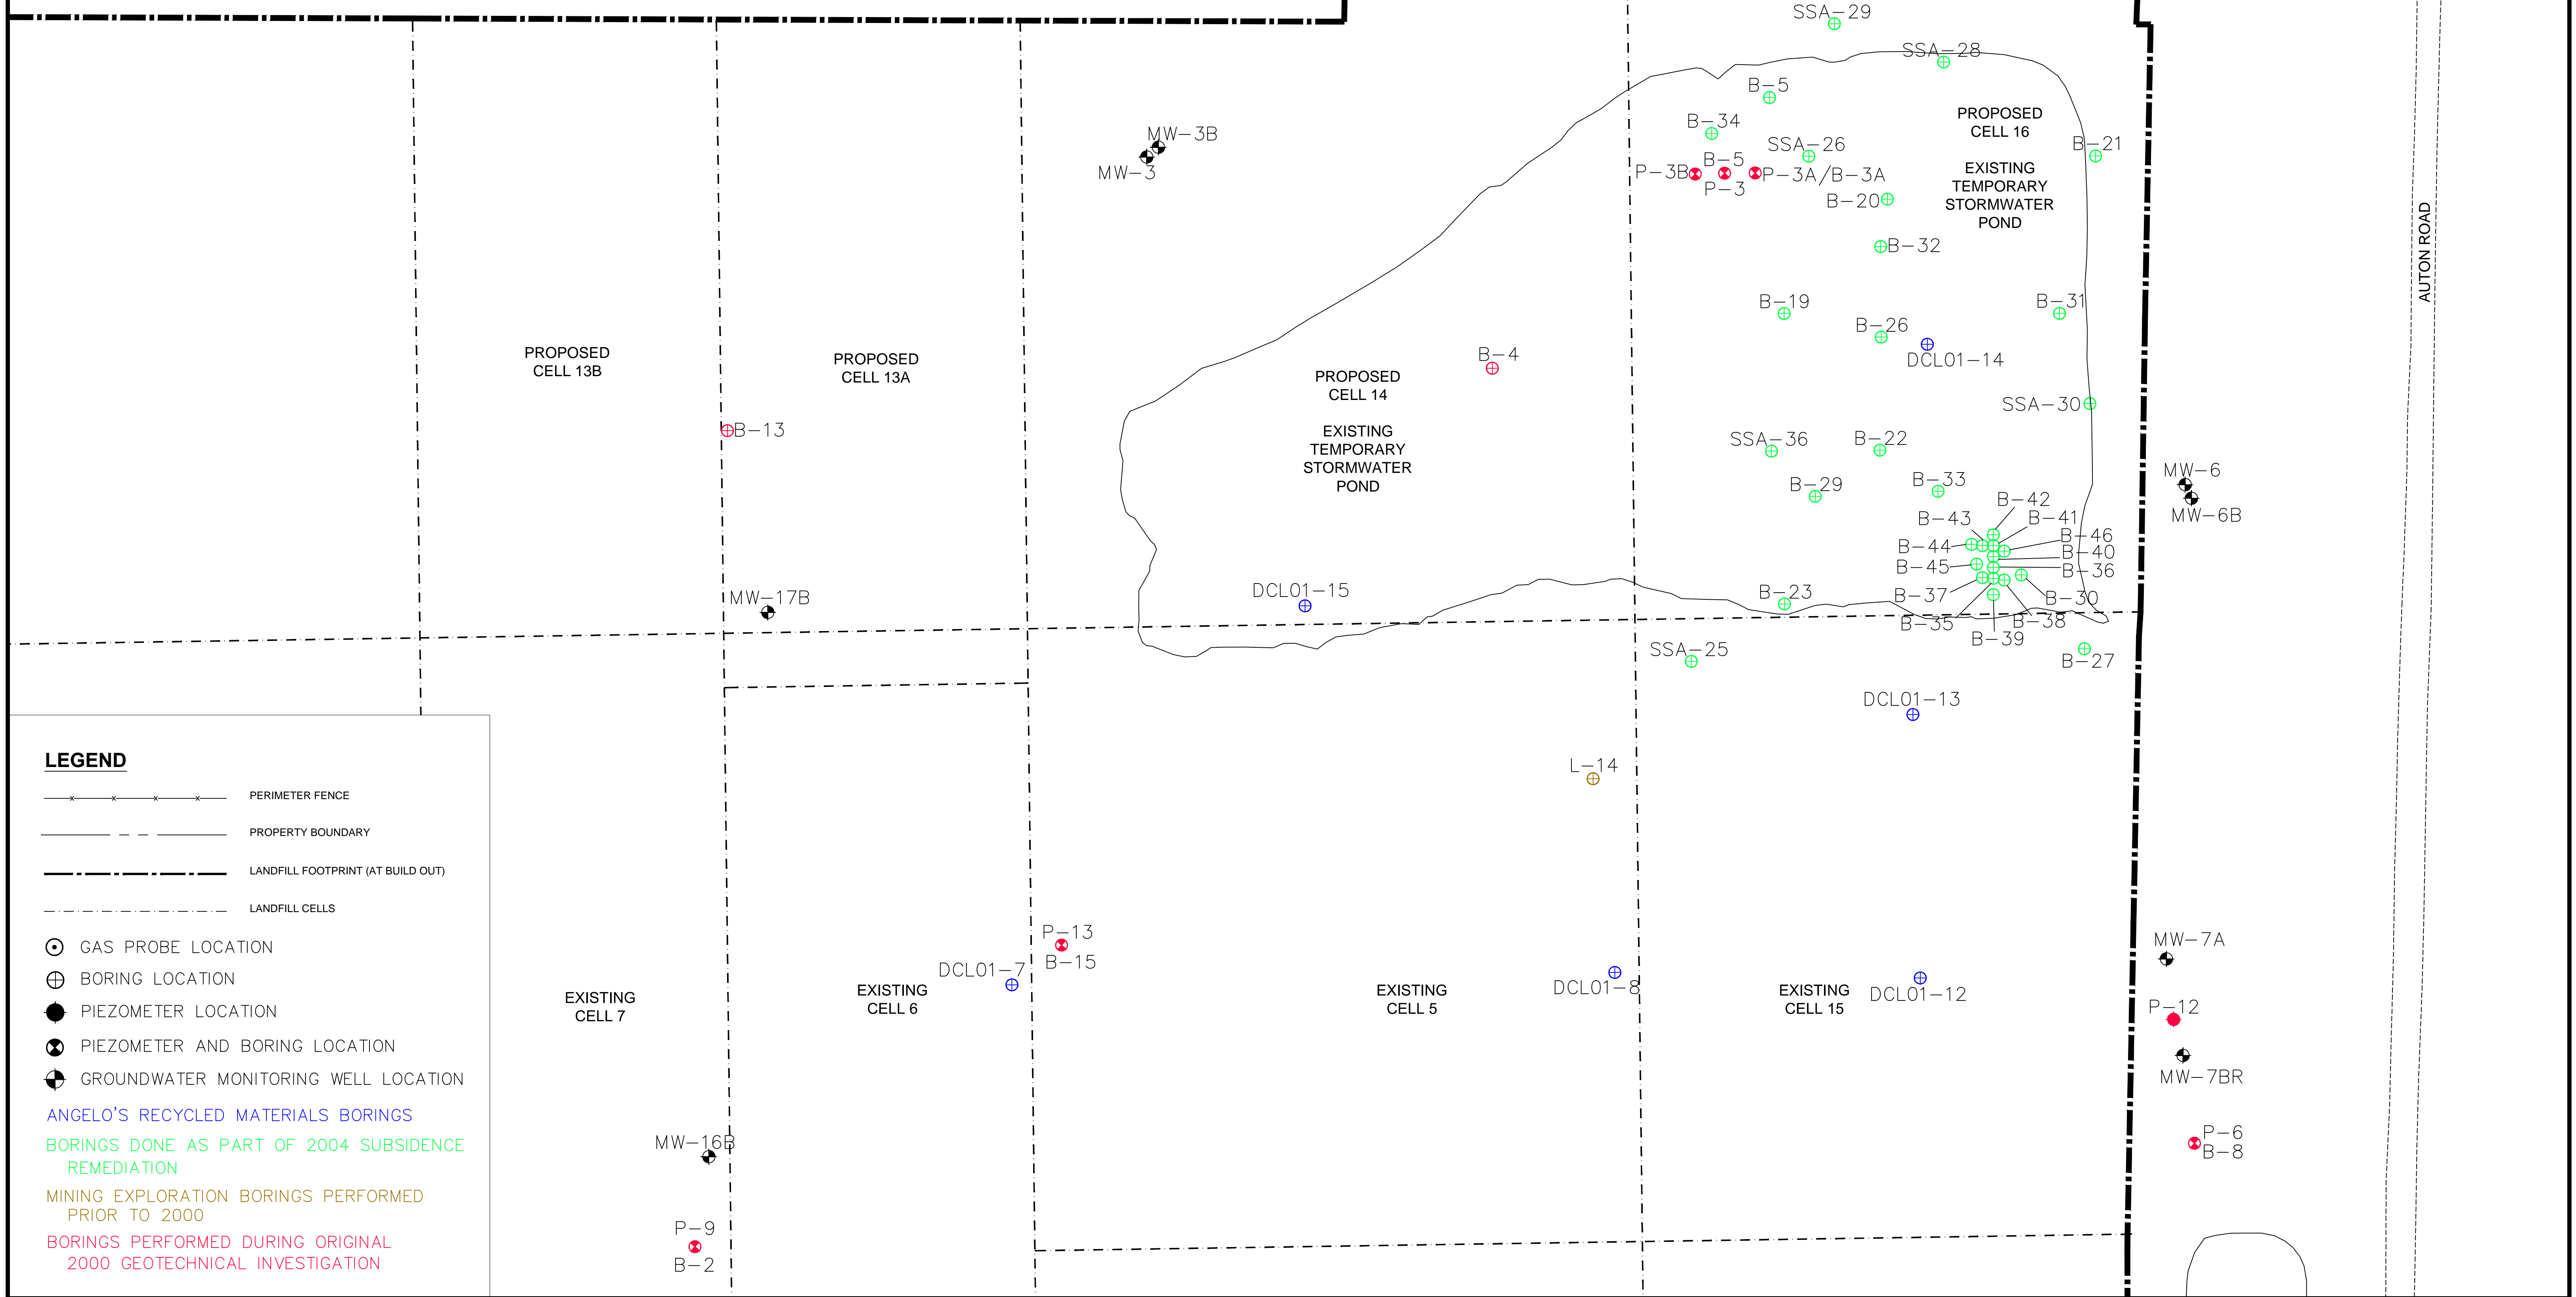 SSA-29
SSA-28
B-5
PROPOSED
CELL 16
B-34
MW-3B
B-21
SSA-26
B-5
MW-3
P-3B
P-3A/B-3A
EXISTING
TEMPORARY
STORMWATER
POND
P-3
B-20
B-32
AUTON ROAD
B-19
B-31
B-26
PROPOSED
CELL 13B
PROPOSED
CELL 13A
B-4
DCL01-14
PROPOSED
CELL 14
SSA-30
B-13
EXISTING
TEMPORARY
STORMWATER
POND
SSA-36
B-22
MW-6
B-33
B-29
B-42
MW-6B
B-43
B-41
B-46
B-44
B-40
B-45
B-36
DCL01-15
B-23
B-37
B-30
MW-17B
B-35
B-38
B-39
SSA-25
B-27
DCL01-13
L-14
LEGEND
PERIMETER FENCE
PROPERTY BOUNDARY
LANDFILL FOOTPRINT (AT BUILD OUT)
LANDFILL CELLS
GAS PROBE LOCATION
BORING LOCATION
PIEZOMETER LOCATION
PIEZOMETER AND BORING LOCATION
GROUNDWATER MONITORING WELL LOCATION
ANGELO'S RECYCLED MATERIALS BORINGS
BORINGS DONE AS PART OF 2004 SUBSIDENCE
REMEDIATION
MINING EXPLORATION BORINGS PERFORMED
PRIOR TO 2000
BORINGS PERFORMED DURING ORIGINAL
2000 GEOTECHNICAL INVESTIGATION
P-13
B-15
DCL01-7
EXISTING
CELL 7
EXISTING
CELL 6
EXISTING
CELL 5
DCL01-8
EXISTING
CELL 15
DCL01-12
MW-7A
P-12
MW-7BR
MW-16B
P-6
B-8
P-9
B-2